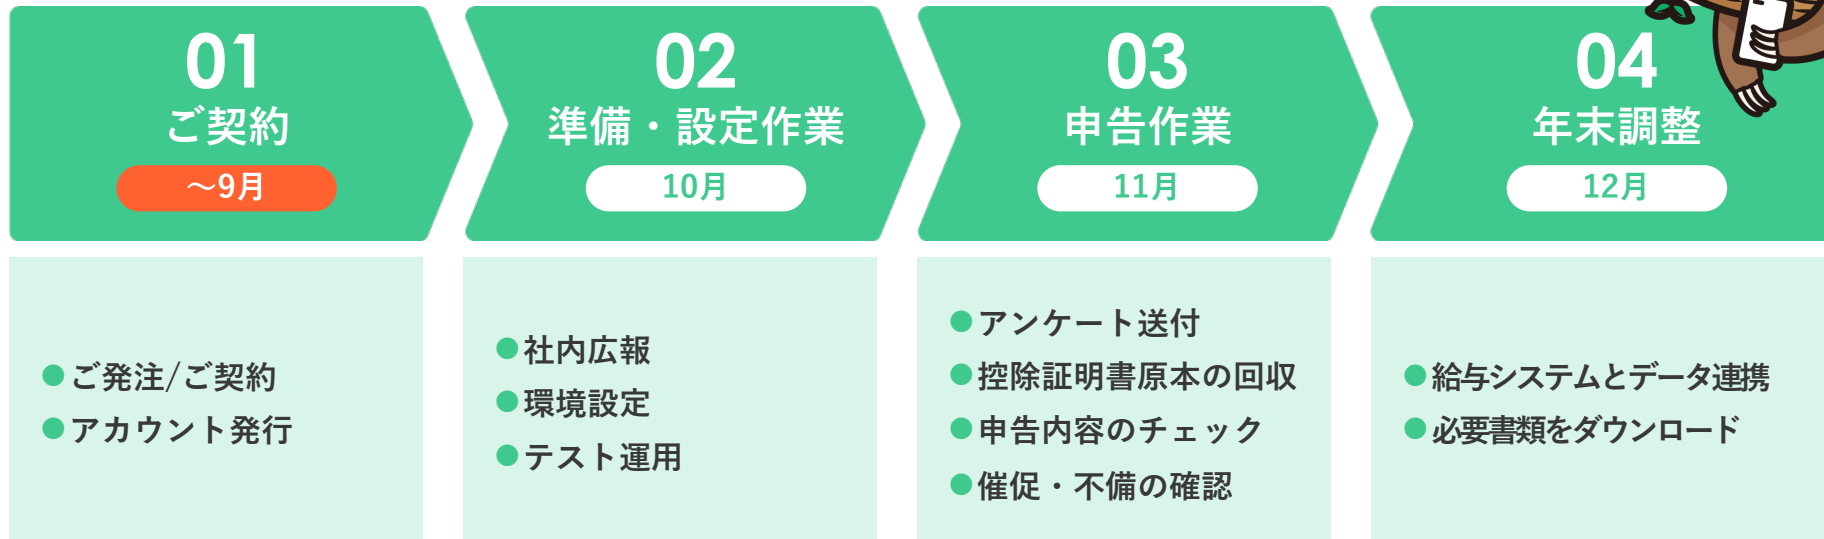 01
ご契約
～9月
02
準備・設定作業
10月
03
申告作業
11月
04
年末調整
12月
●ご発注/ご契約
●アカウント発行
●社内広報
●環境設定
●テスト運用
●アンケート送付
●控除証明書原本の回収
●申告内容のチェック
●催促・不備の確認
●給与システムとデータ連携
●必要書類をダウンロード